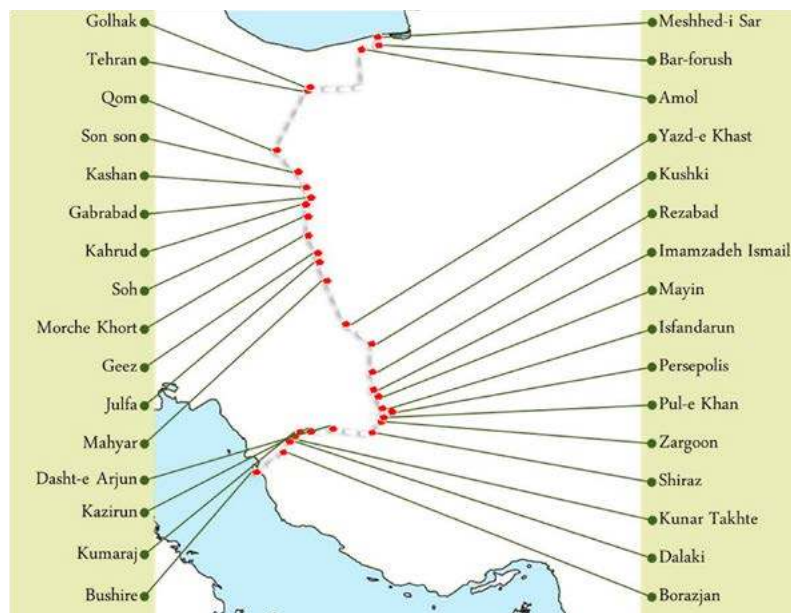 Golhak
Tehran
Qom
Son son
Kashan
Gabrabad
Kahrud
Soh
Morche Khort
Geez
Julfa
Mahyar
Dasht-e Arjun
Kazirun
Kumaraj
Bushire
Meshhed-i Sar
Bar-forush
Amol
Yazd-e Khast
Kushki
Rezabad
Imamzadeh Ismail
Mayin
Isfandarun
Persepolis
Pul-e Khan
Zargoon
Shiraz
Kunar Takhte
Dalaki
Borazjan